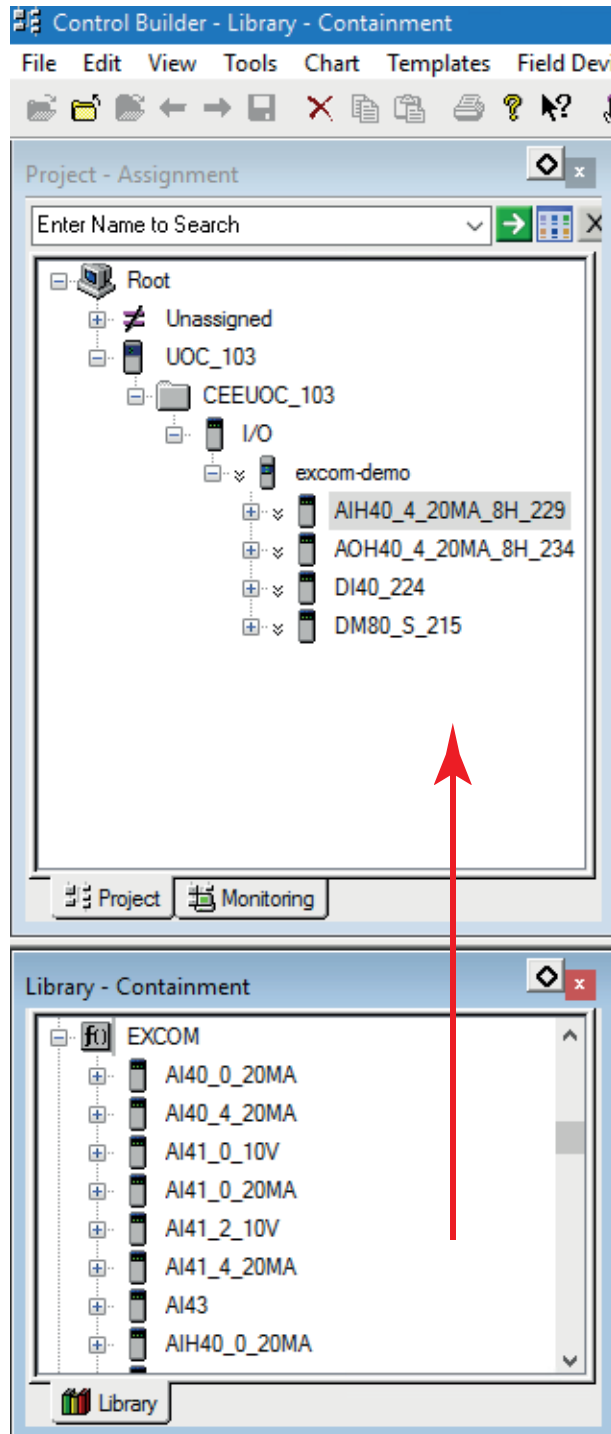 Control Builder - Library - Containment
File Edit View Tools Chart Templates Field Devi
Project - Assignment
Enter Name to Search
Root
Unassigned
UOC_103
CEEUOC_103
I/O
excom-demo
AIH40_4_20MA_8H_229
AOH40_4_20MA_8H_234
DI40_224
DM80_S_215
Project Monitoring
Library - Containment
f() EXCOM
AI40_0_20MA
AI40_4_20MA
AI41_0_10V
AI41_0_20MA
AI41_2_10V
AI41_4_20MA
AI43
AIH40_0_20MA
Library